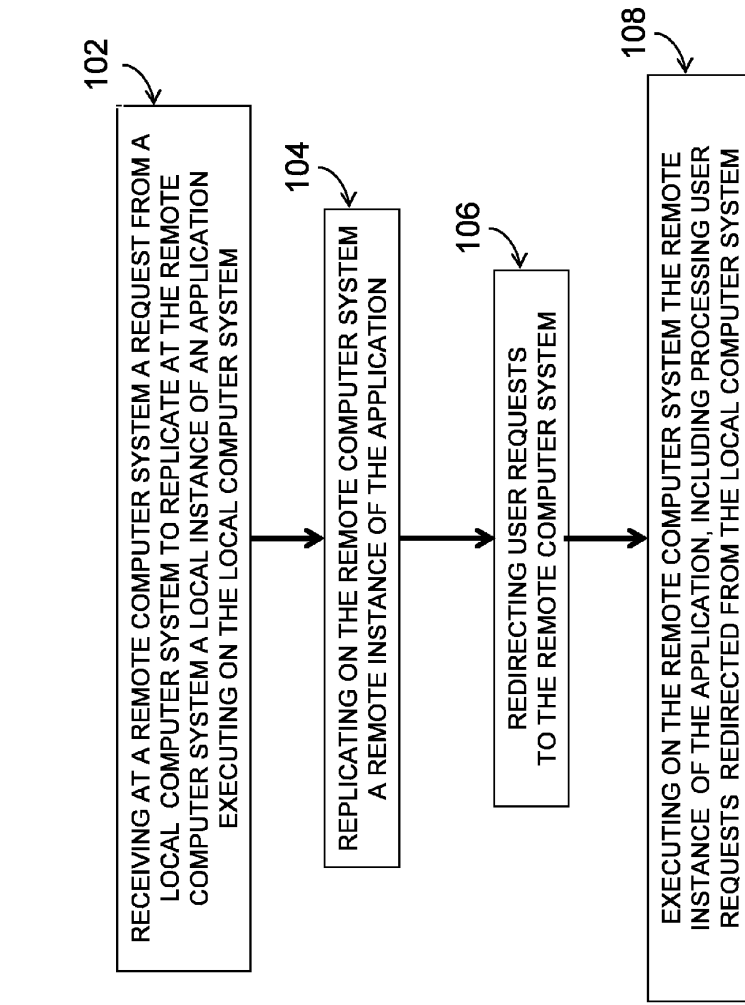 102
RECEIVING AT A REMOTE COMPUTER SYSTEM A REQUEST FROM A
LOCAL COMPUTER SYSTEM TO REPLICATE AT THE REMOTE
COMPUTER SYSTEM A LOCAL INSTANCE OF AN APPLICATION
EXECUTING ON THE LOCAL COMPUTER SYSTEM
104
REPLICATING ON THE REMOTE COMPUTER SYSTEM
A REMOTE INSTANCE OF THE APPLICATION
106
REDIRECTING USER REQUESTS
TO THE REMOTE COMPUTER SYSTEM
108
EXECUTING ON THE REMOTE COMPUTER SYSTEM THE REMOTE
INSTANCE OF THE APPLICATION, INCLUDING PROCESSING USER
REQUESTS REDIRECTED FROM THE LOCAL COMPUTER SYSTEM